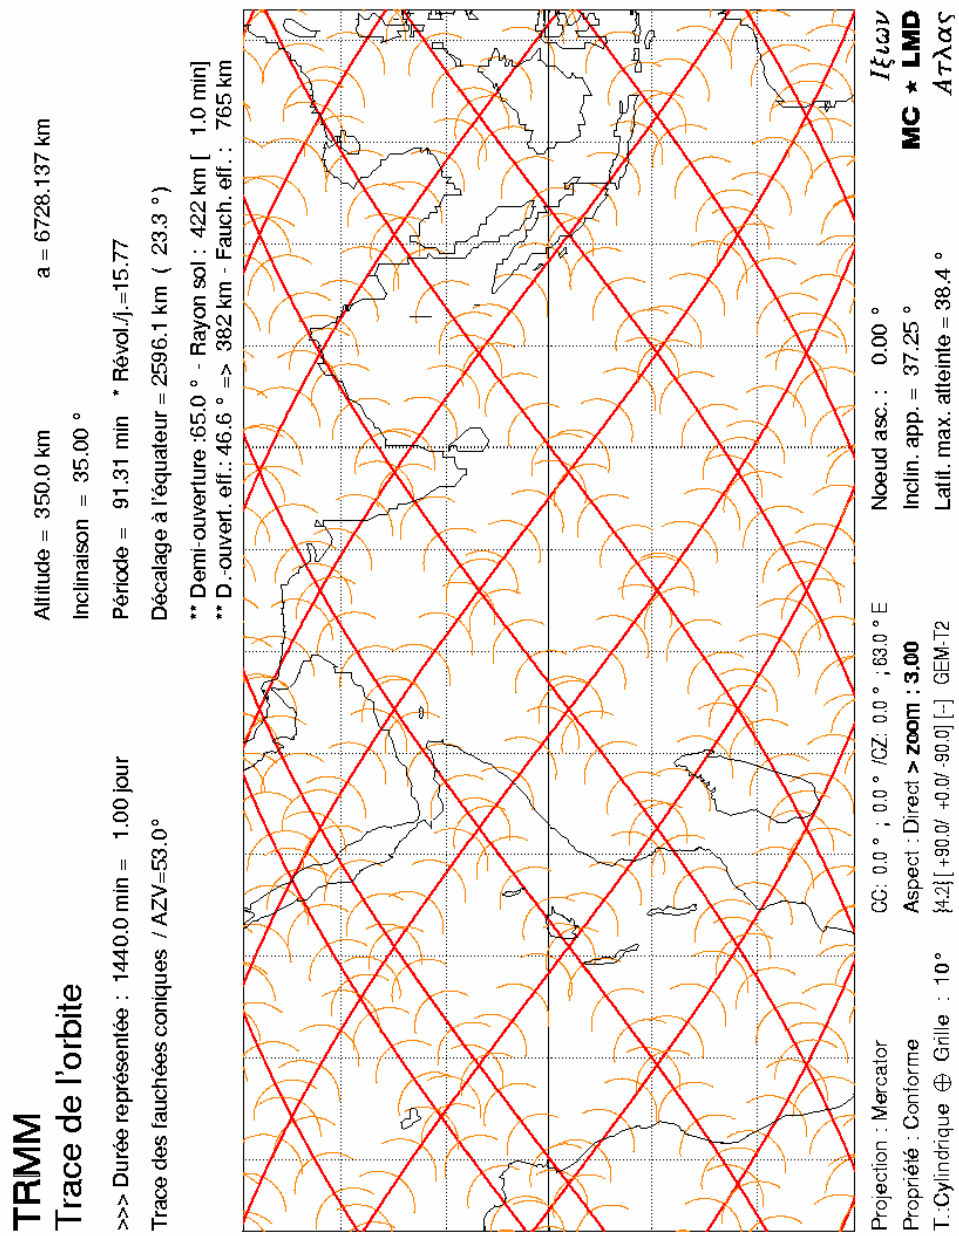 TRMM
Trace de l'orbite
>>> Durée représentée : 1440.0 min = 1.00 jour
Trace des fauchées coniques / AZV=53.0°
Altitude = 350.0 km a = 6728.137 km
Inclinaison = 35.00 °
Période = 91.31 min * Révol./j.=15.77
Décalage à l'équateur = 2596.1 km ( 23.3 °)
** Demi-ouverture :65.0 ° - Rayon sol : 422 km [ 1.0 min]
** D.-ouvert. eff.: 46.6 ° => 382 km - Fauch. eff. : 765 km
Projection : Mercator
Propriété : Conforme
T.:Cylindrique ⊕ Grille : 10°
CC: 0.0 ° ; 0.0 ° /CZ: 0.0 ° ; 63.0 ° E
Aspect : Direct > zoom : 3.00
{4.2} [ +90.0/ +0.0/ -90.0] [-] GEM-T2
Noeud asc. : 0.00 °
Inclin. app. = 37.25 °
Latit. max. atteinte = 38.4 °
Ιξιων
MC ★ LMD
Ατλας